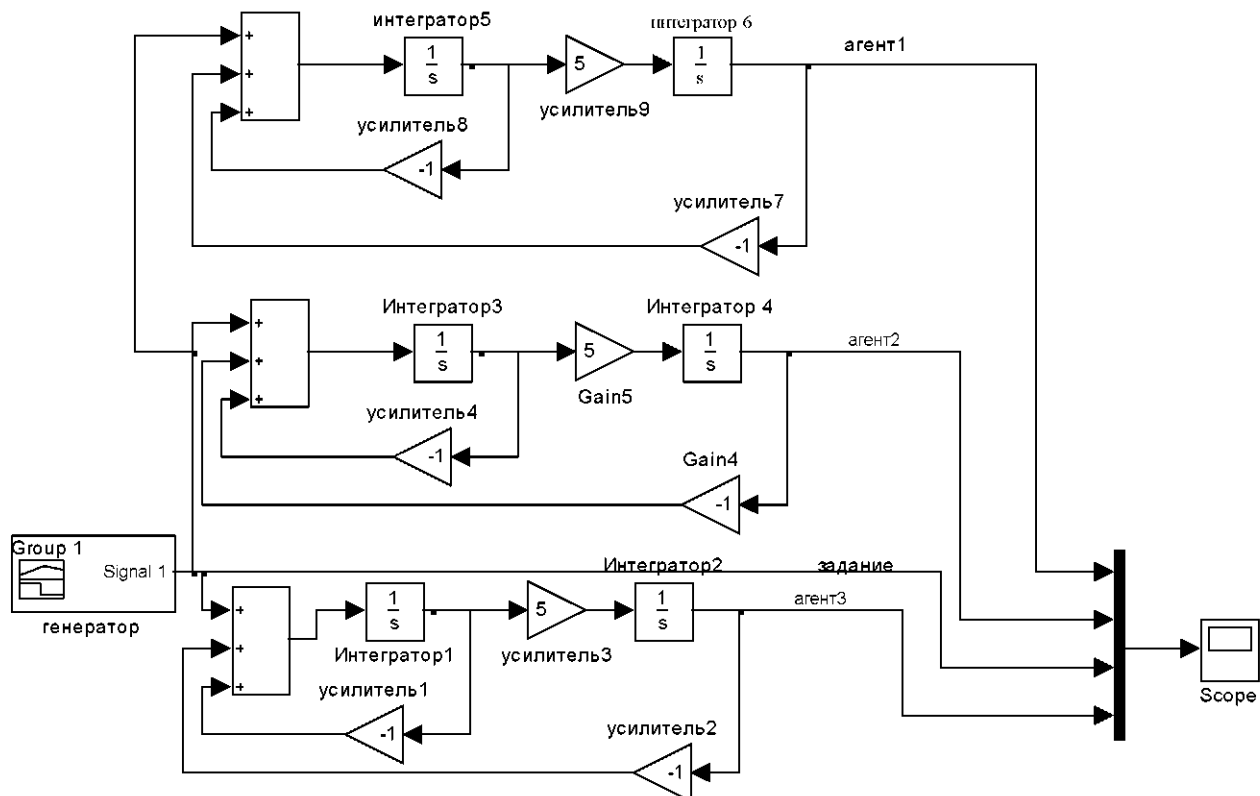 интегратор5
интегратор 6
агент1
+
+
+
1
s
5
1
s
усилитель9
усилитель8
-1
усилитель7
-1
Интегратор3
Интегратор 4
агент2
+
+
+
1
s
5
1
s
Gain5
усилитель4
-1
Gain4
-1
Group 1
Signal 1
генератор
Интегратор2
задание
агент3
+
+
+
1
s
5
1
s
Интегратор1
усилитель3
усилитель1
-1
усилитель2
-1
Scope